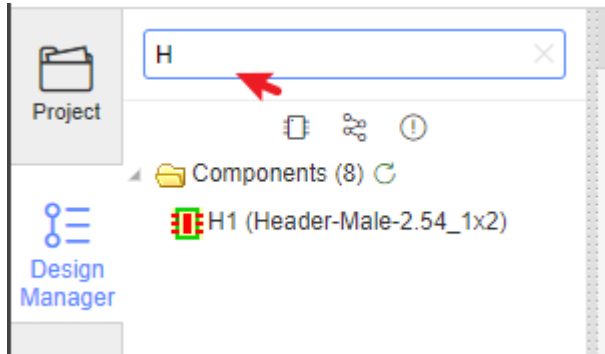 H
Project
Components (8)
H1 (Header-Male-2.54_1x2)
Design
Manager